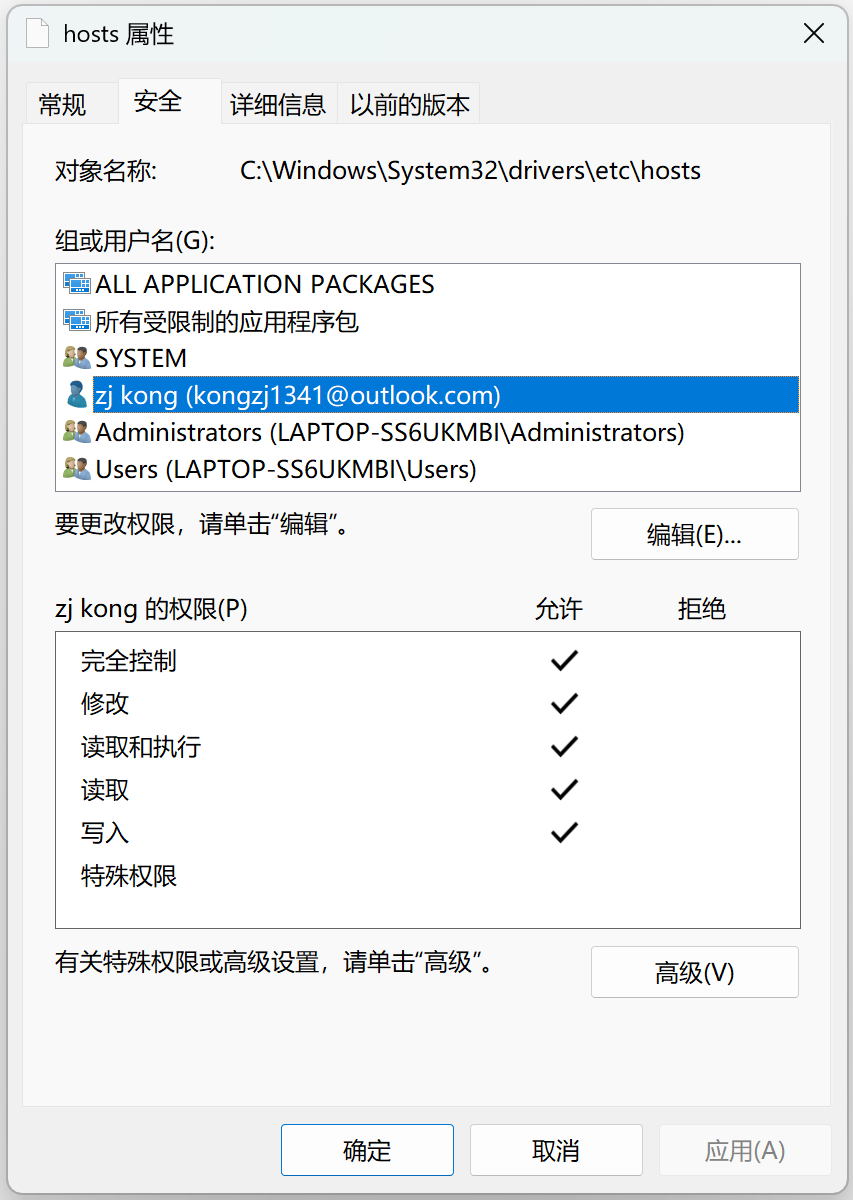 hosts 属性
常规 安全 详细信息 以前的版本
对象名称: C:\Windows\System32\drivers\etc\hosts
组或用户名(G):
ALL APPLICATION PACKAGES
所有受限制的应用程序包
SYSTEM
zj kong (kongzj1341@outlook.com)
Administrators (LAPTOP-SS6UKMBI\Administrators)
Users (LAPTOP-SS6UKMBI\Users)
要更改权限，请单击“编辑”。
编辑(E)...
zj kong 的权限(P) 允许 拒绝
完全控制
修改
读取和执行
读取
写入
特殊权限
有关特殊权限或高级设置，请单击“高级”。
高级(V)
确定 取消 应用(A)